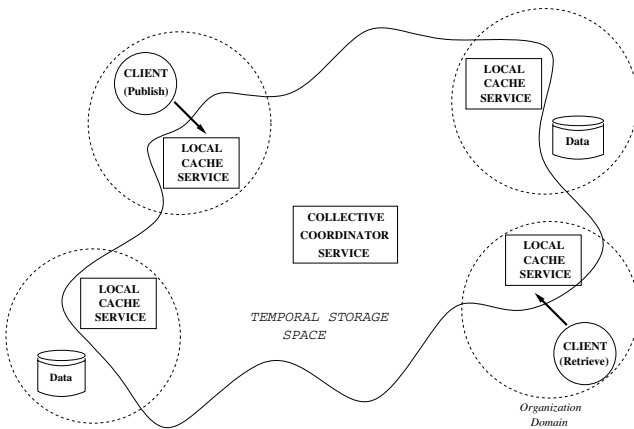 CLIENT
(Publish)
LOCAL
CACHE
SERVICE
LOCAL
CACHE
SERVICE
Data
COLLECTIVE
COORDINATOR
SERVICE
LOCAL
CACHE
SERVICE
LOCAL
CACHE
SERVICE
TEMPORAL STORAGE
SPACE
CLIENT
(Retrieve)
Data
Organization
Domain